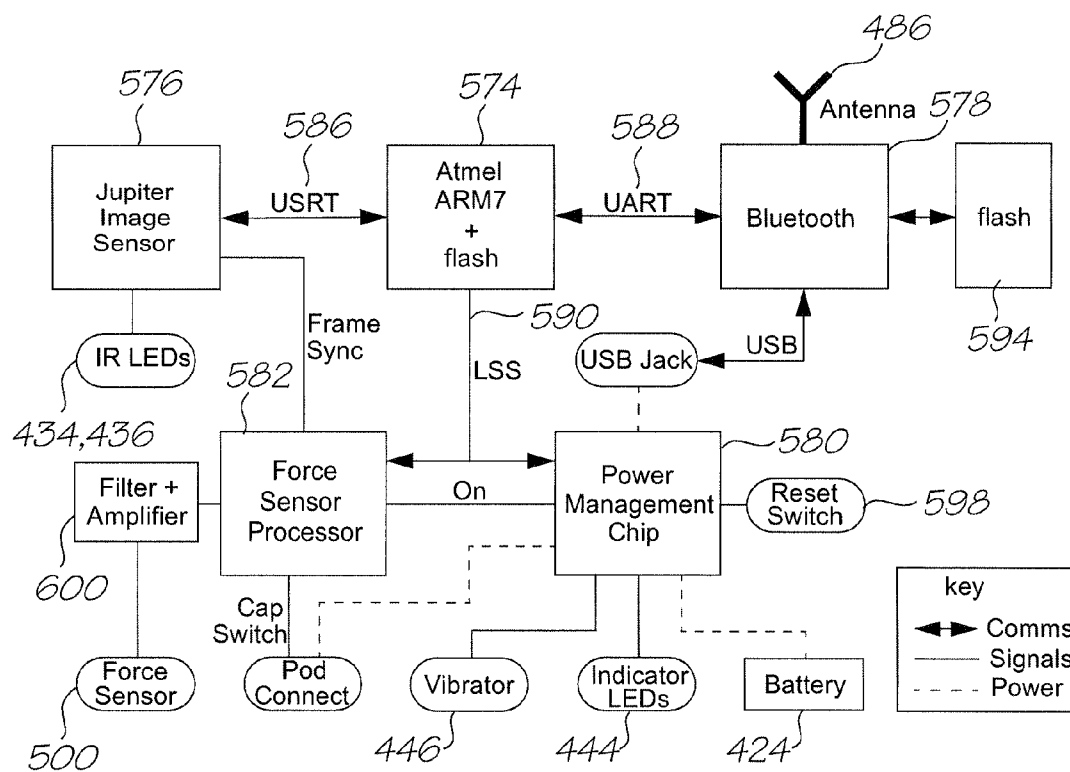 486
576
574
586
588
Antenna
578
Jupiter
Image
Sensor
USRT
Atmel
ARM7
+
flash
UART
Bluetooth
flash
Frame
Sync
590
594
IR LEDs
582
LSS
USB Jack
USB
434,436
580
Filter +
Amplifier
Force
Sensor
Processor
On
Power
Management
Chip
Reset
Switch
598
600
Cap
Switch
key
Comms
Signals
Power
Force
Sensor
Pod
Connect
Vibrator
Indicator
LEDs
Battery
500
446
444
424